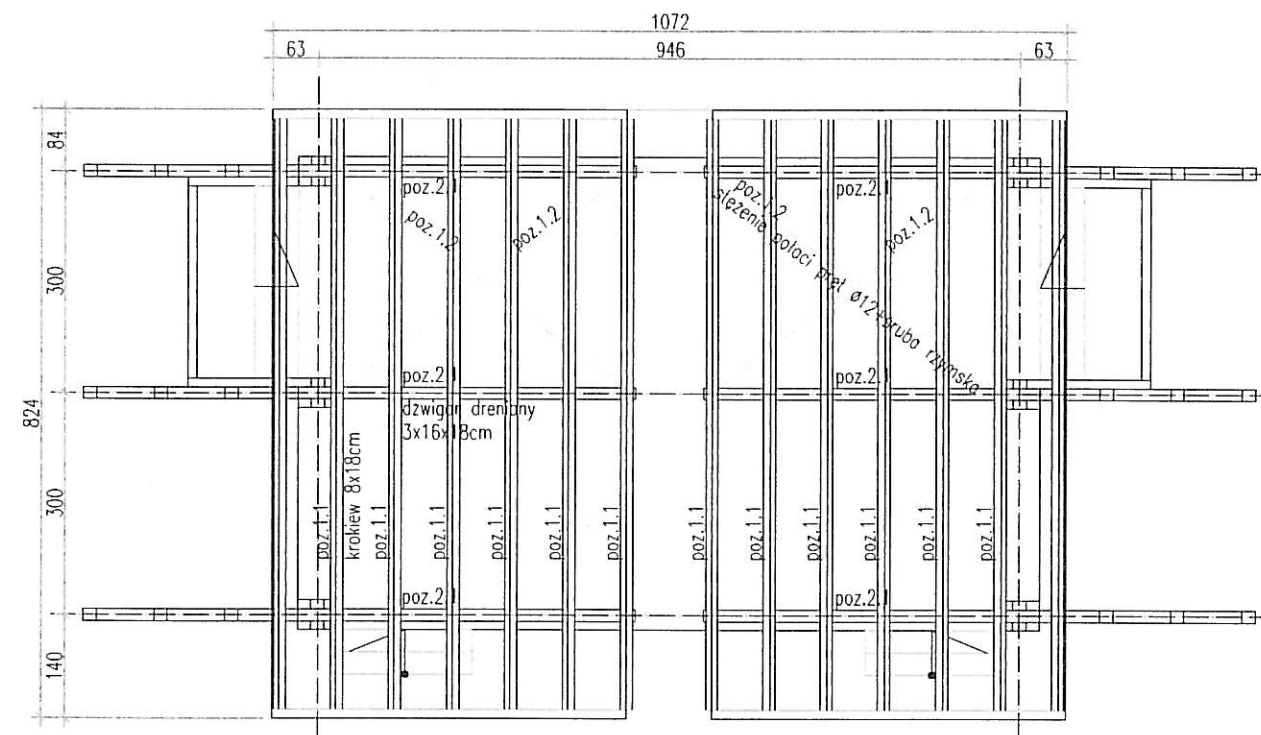 1072
63
946
63
84
300
824
300
140
poz.2.1
poz.1.2
poz.1.2
poz.1.2
stężenie połaci pręt ø12+śruba rzymska
poz.2.1
poz.1.2
poz.2.1
dźwigar dreniany
3x16x18cm
poz.2.1
poz.1.1
krokiew 8x18cm
poz.1.1
poz.1.1
poz.1.1
poz.1.1
poz.1.1
poz.1.1
poz.1.1
poz.1.1
poz.1.1
poz.1.1
poz.1.1
poz.2.1
poz.2.1